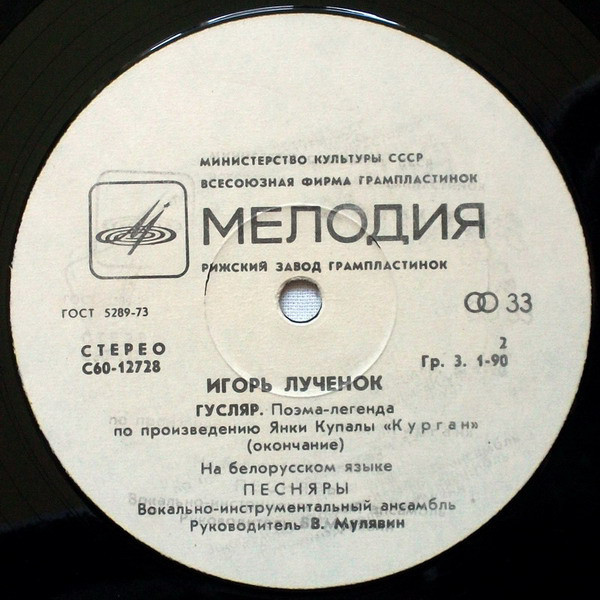 МИНИСТЕРСТВО КУЛЬТУРЫ СССР
ВСЕСОЮЗНАЯ ФИРМА ГРАМПЛАСТИНОК
МЕЛОДИЯ
РИЖСКИЙ ЗАВОД ГРАМПЛАСТИНОК
ГОСТ 5289-73
33
СТЕРЕО
2
С60-12728
Гр. 3. 1-90
ИГОРЬ ЛУЧЕНОК
ГУСЛЯР. Поэма-легенда
по произведению Янки Купалы «Курган»
(окончание)
На белорусском языке
ПЕСНЯРЫ
Вокально-инструментальный ансамбль
Руководитель В. Мулявин